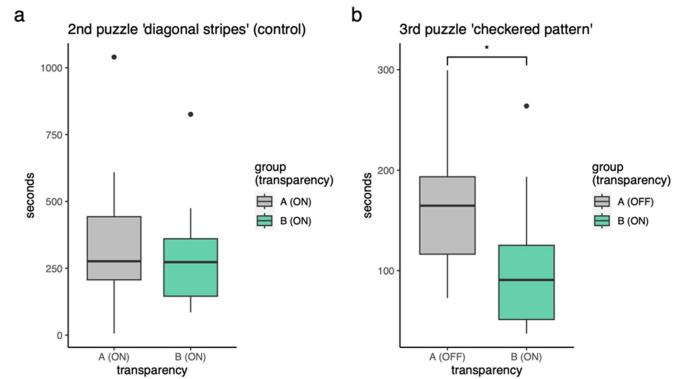 a
2nd puzzle 'diagonal stripes' (control)
1000
750
500
250
0
seconds
A (ON)
B (ON)
transparency
group
(transparency)
A (ON)
B (ON)
b
3rd puzzle 'checkered pattern'
*
300
200
100
seconds
A (OFF)
B (ON)
transparency
group
(transparency)
A (OFF)
B (ON)